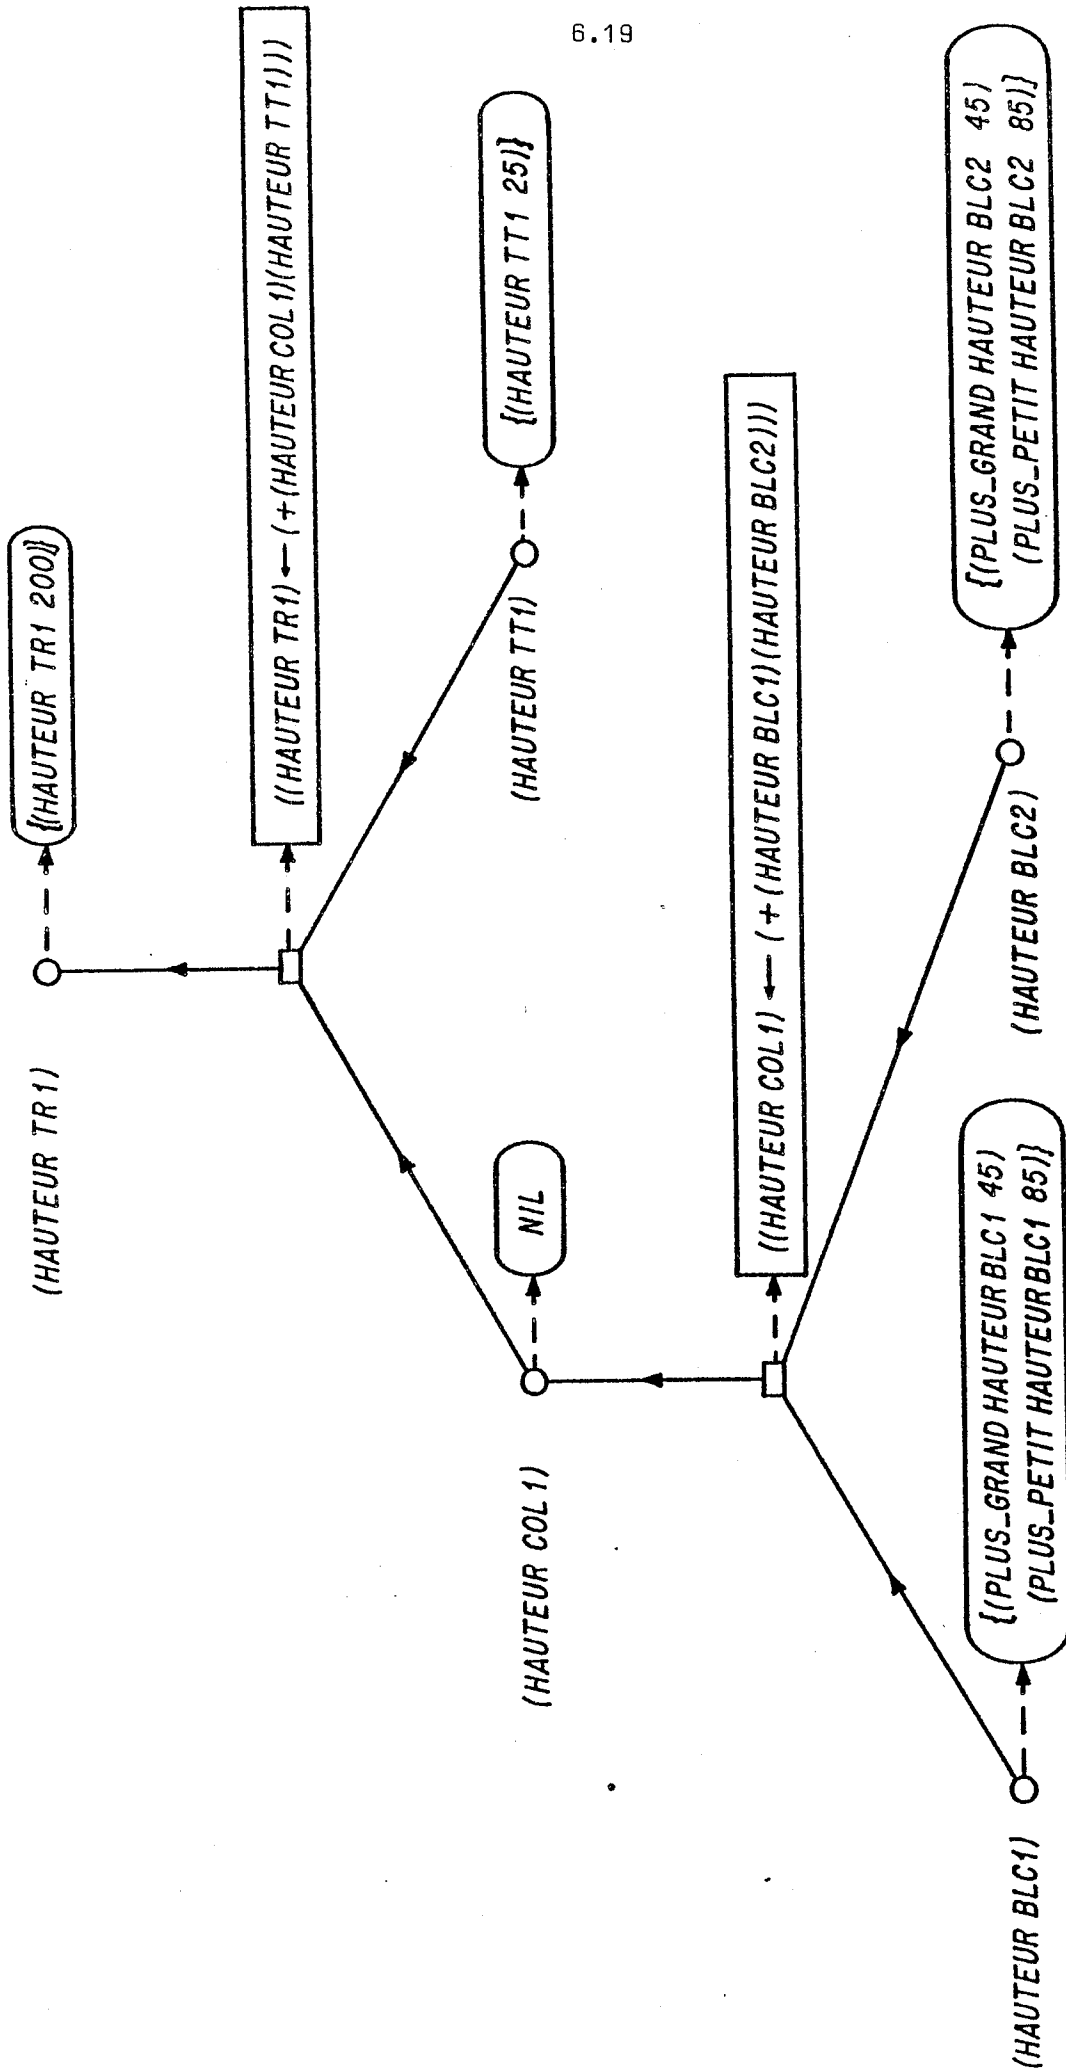 6.19
(HAUTEUR TR1)
{(HAUTEUR TR1 200)}
((HAUTEUR TR1) ← (+(HAUTEUR COL1)(HAUTEUR TT1)))
(HAUTEUR COL1)
NIL
(HAUTEUR TT1)
{(HAUTEUR TT1 25)}
((HAUTEUR COL1) ← (+(HAUTEUR BLC1)(HAUTEUR BLC2)))
(HAUTEUR BLC1)
{(PLUS_GRAND HAUTEUR BLC1 45)
(PLUS_PETIT HAUTEUR BLC1 85)}
(HAUTEUR BLC2)
{(PLUS_GRAND HAUTEUR BLC2 45)
(PLUS_PETIT HAUTEUR BLC2 85)}